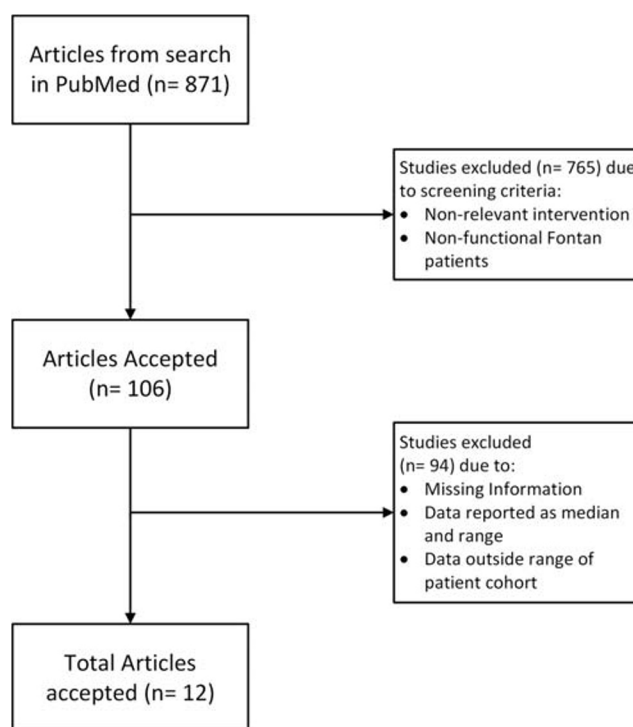 Articles from search
in PubMed (n= 871)
Studies excluded (n= 765) due
to screening criteria:
• Non-relevant intervention
• Non-functional Fontan
patients
Articles Accepted
(n= 106)
Studies excluded
(n= 94) due to:
• Missing Information
• Data reported as median
and range
• Data outside range of
patient cohort
Total Articles
accepted (n= 12)